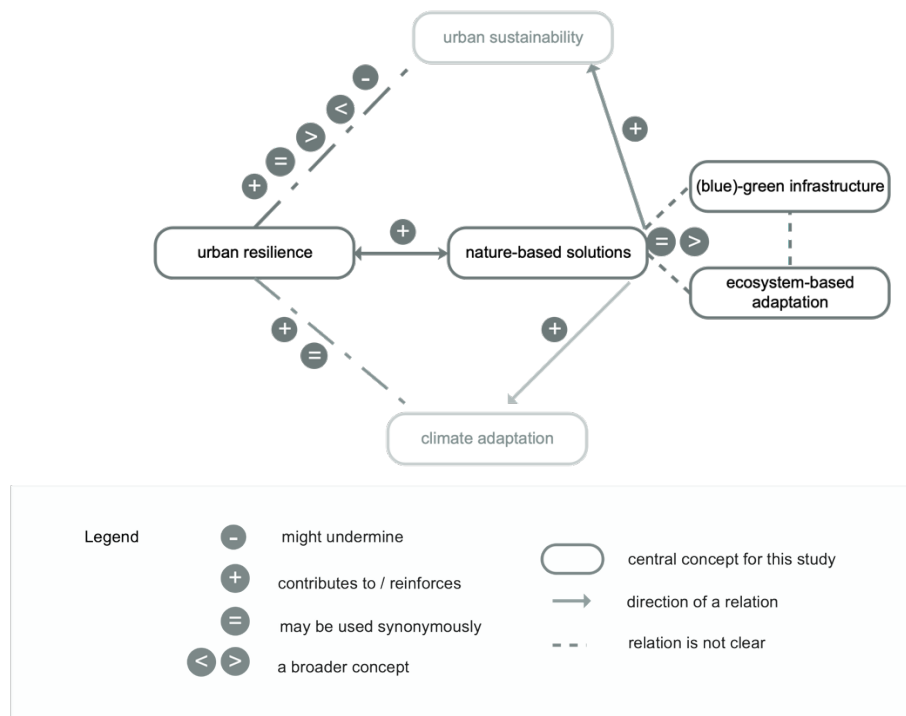 urban sustainability
-
<
>
=
+
+
(blue)-green infrastructure
urban resilience
+
nature-based solutions
= >
ecosystem-based
adaptation
+
=
+
climate adaptation
Legend
- might undermine
+ contributes to / reinforces
= may be used synonymously
< > a broader concept
central concept for this study
direction of a relation
relation is not clear